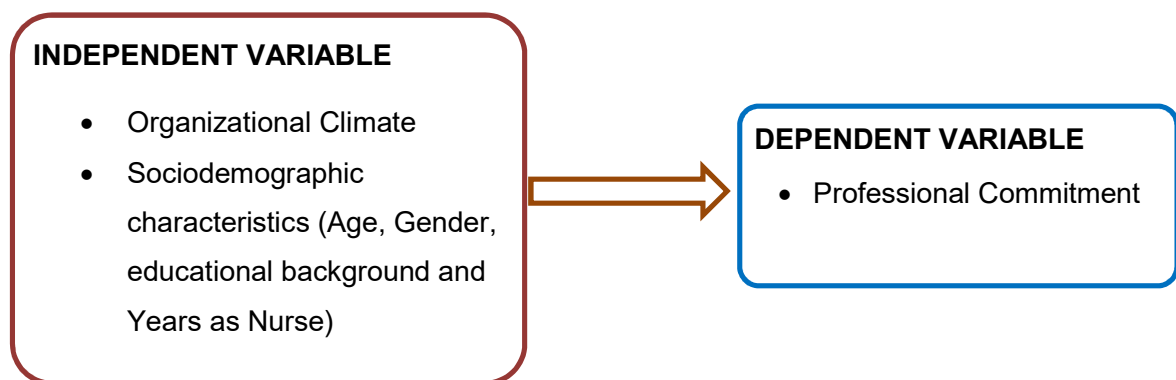 INDEPENDENT VARIABLE
• Organizational Climate
• Sociodemographic
characteristics (Age, Gender,
educational background and
Years as Nurse)
DEPENDENT VARIABLE
• Professional Commitment